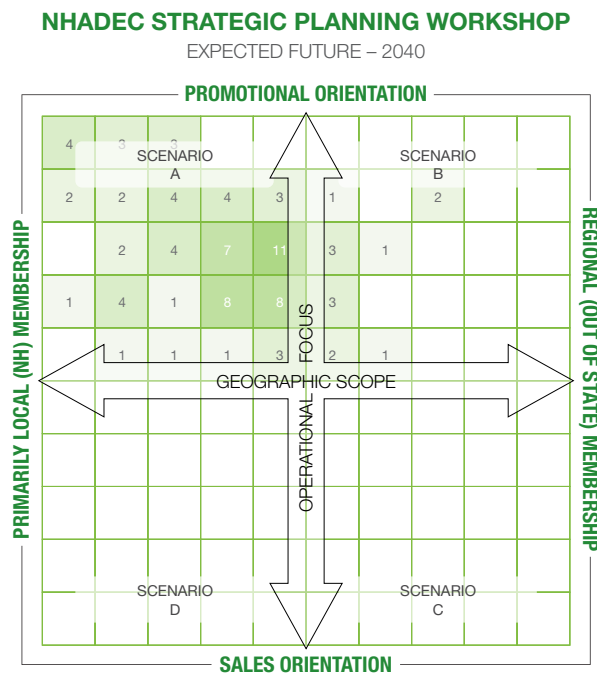 NHADEC STRATEGIC PLANNING WORKSHOP
EXPECTED FUTURE – 2040
PROMOTIONAL ORIENTATION
4 3 3
SCENARIO
A
SCENARIO
B
2 2 4 4 3 1 2
2 4 7 11 3 1
1 4 1 8 8 3
1 1 1 3 2 1
GEOGRAPHIC SCOPE
OPERATIONAL FOCUS
PRIMARILY LOCAL (NH) MEMBERSHIP
REGIONAL (OUT OF STATE) MEMBERSHIP
SCENARIO
D
SCENARIO
C
SALES ORIENTATION